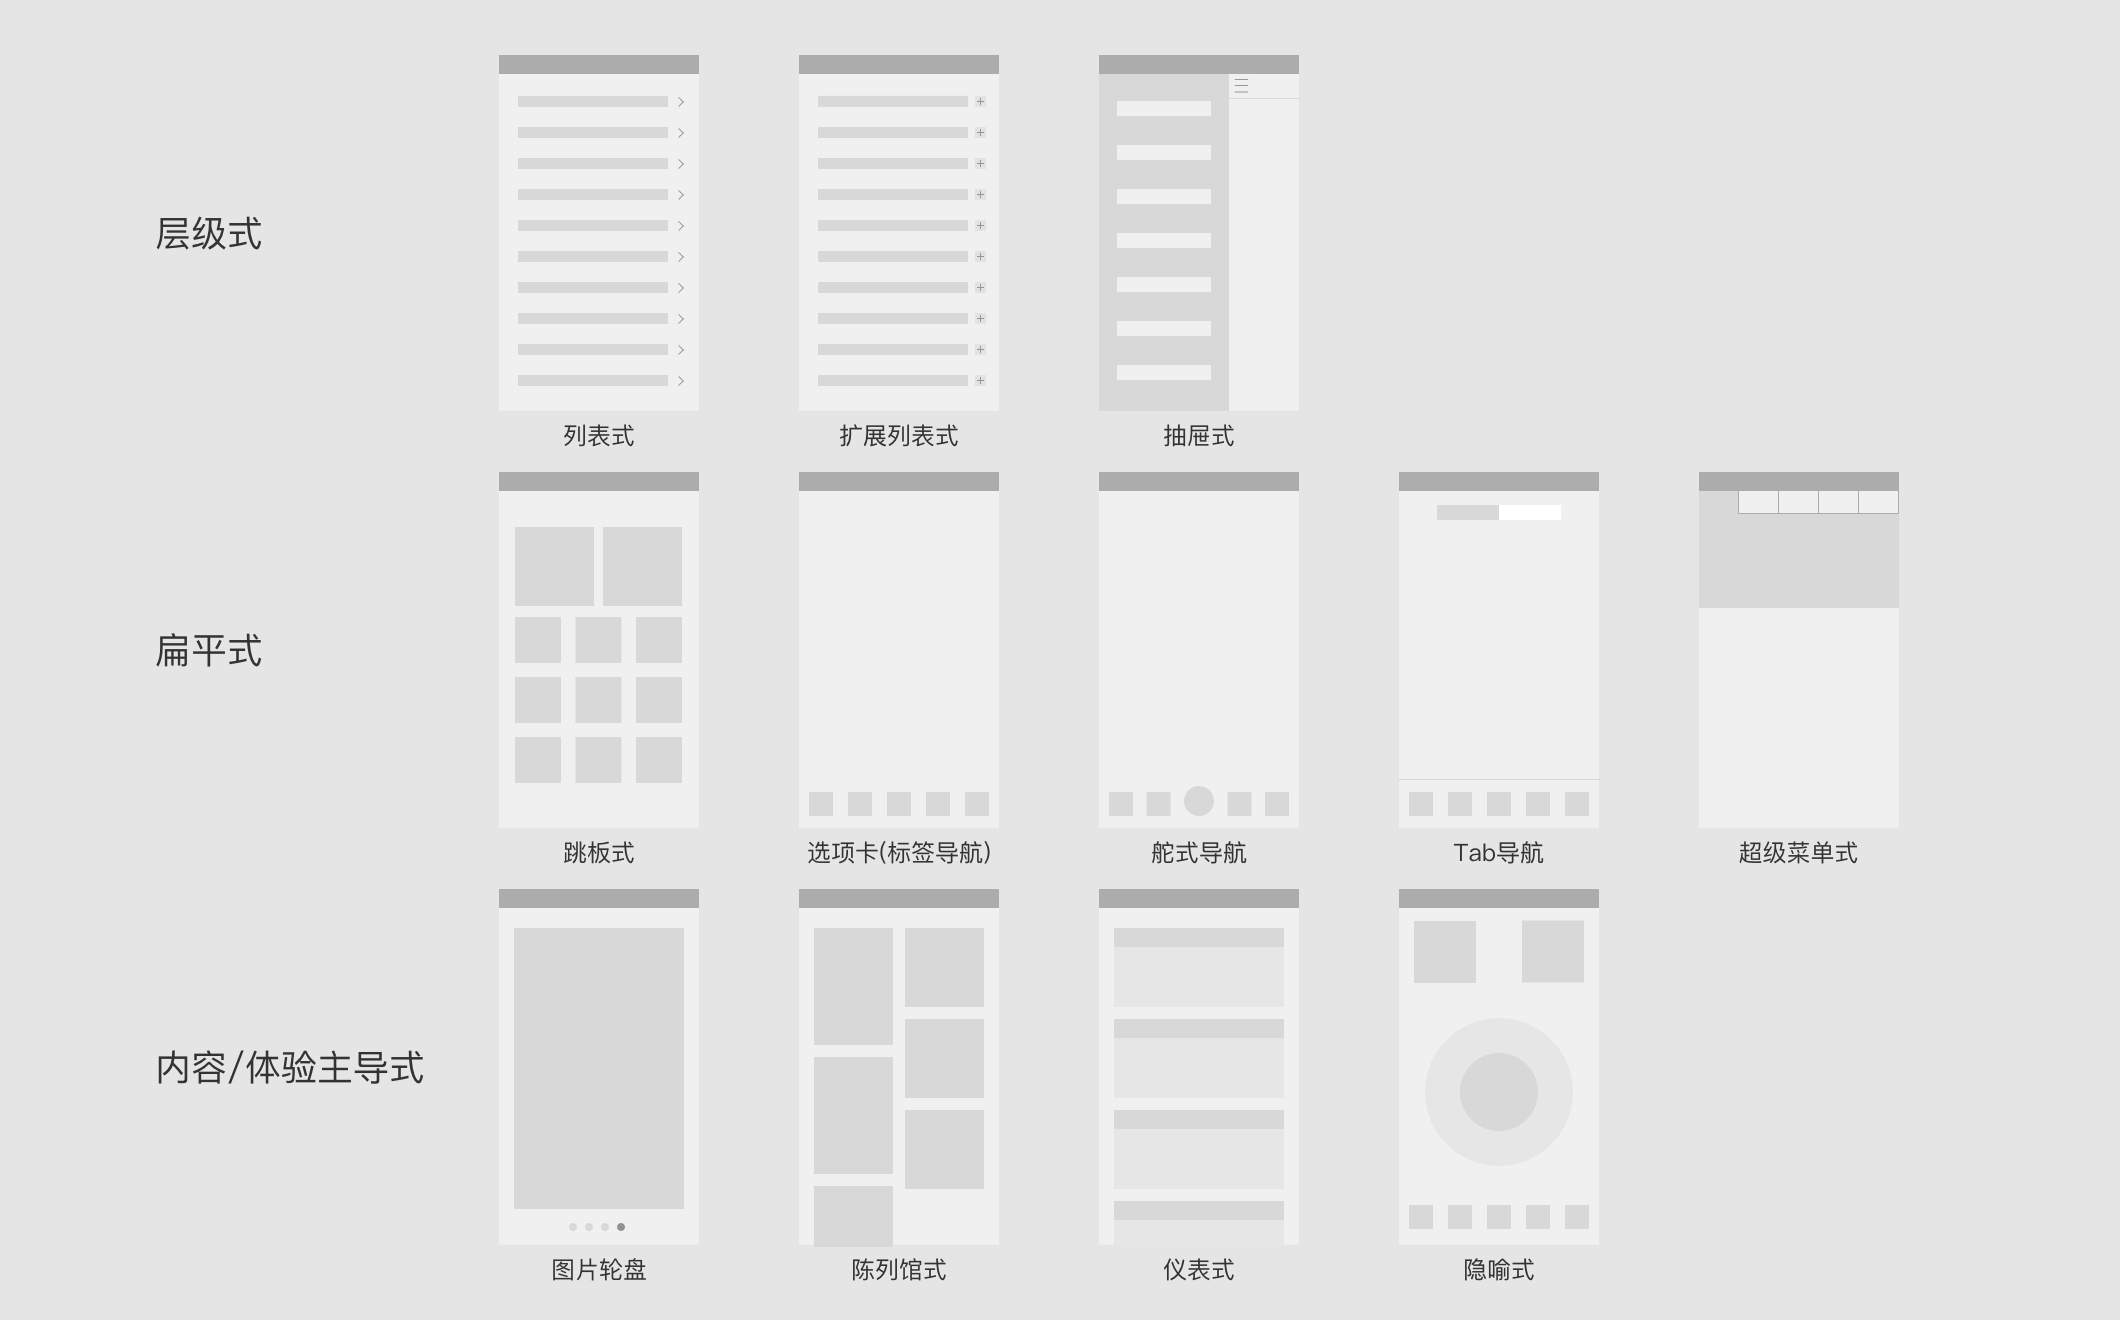 层级式
列表式
扩展列表式
抽屉式
扁平式
跳板式
选项卡(标签导航)
舵式导航
Tab导航
超级菜单式
内容/体验主导式
图片轮盘
陈列馆式
仪表式
隐喻式